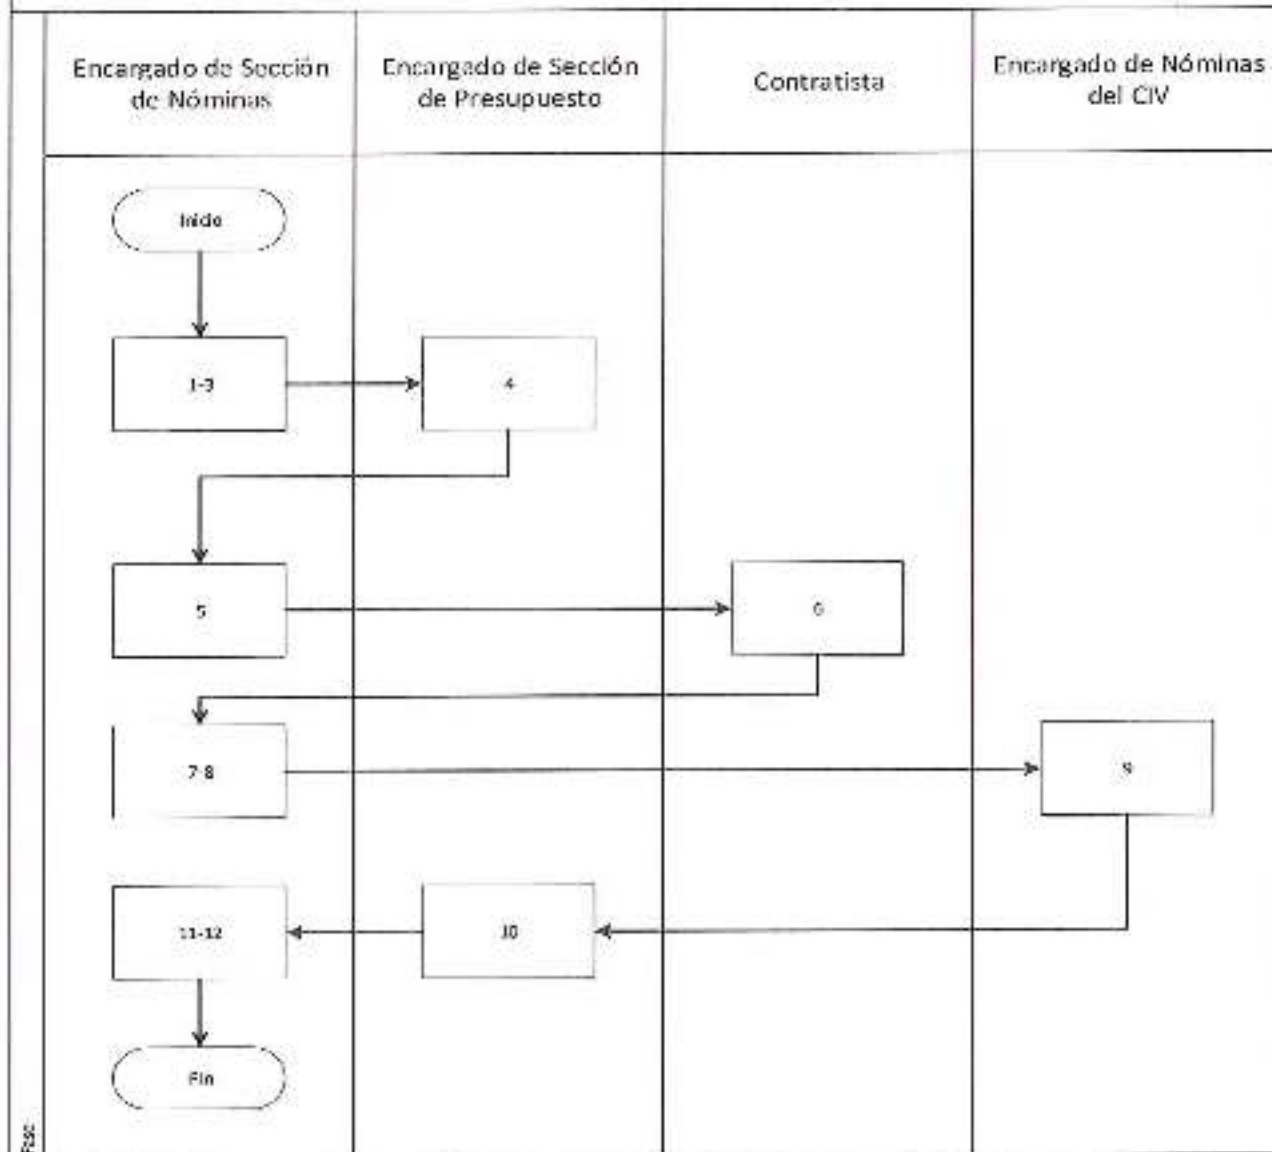 Encargado de Sección
de Nóminas
Encargado de Sección
de Presupuesto
Contratista
Encargado de Nóminas
del CIV
Inicio
1-3
4
5
6
7-8
9
11-12
10
Fin
Fase